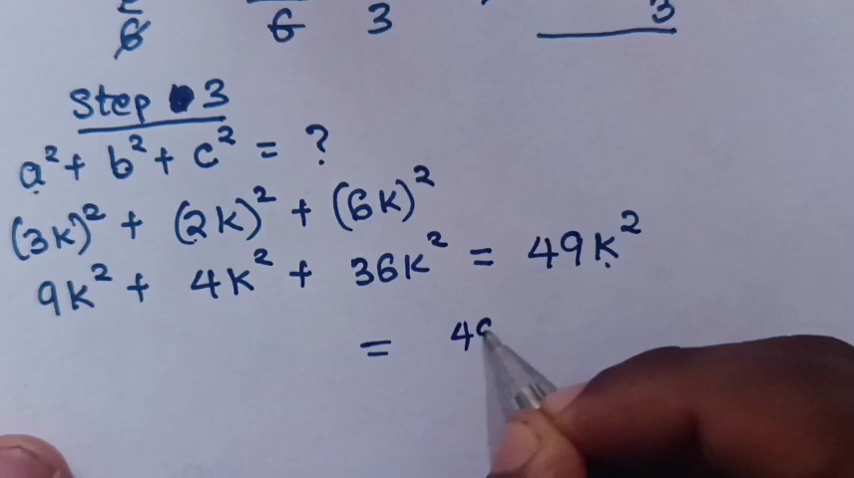 6 6 3 3
Step 3
a² + b² + c² = ?
(3k)² + (2k)² + (6k)²
9k² + 4k² + 36k² = 49k²
= 49